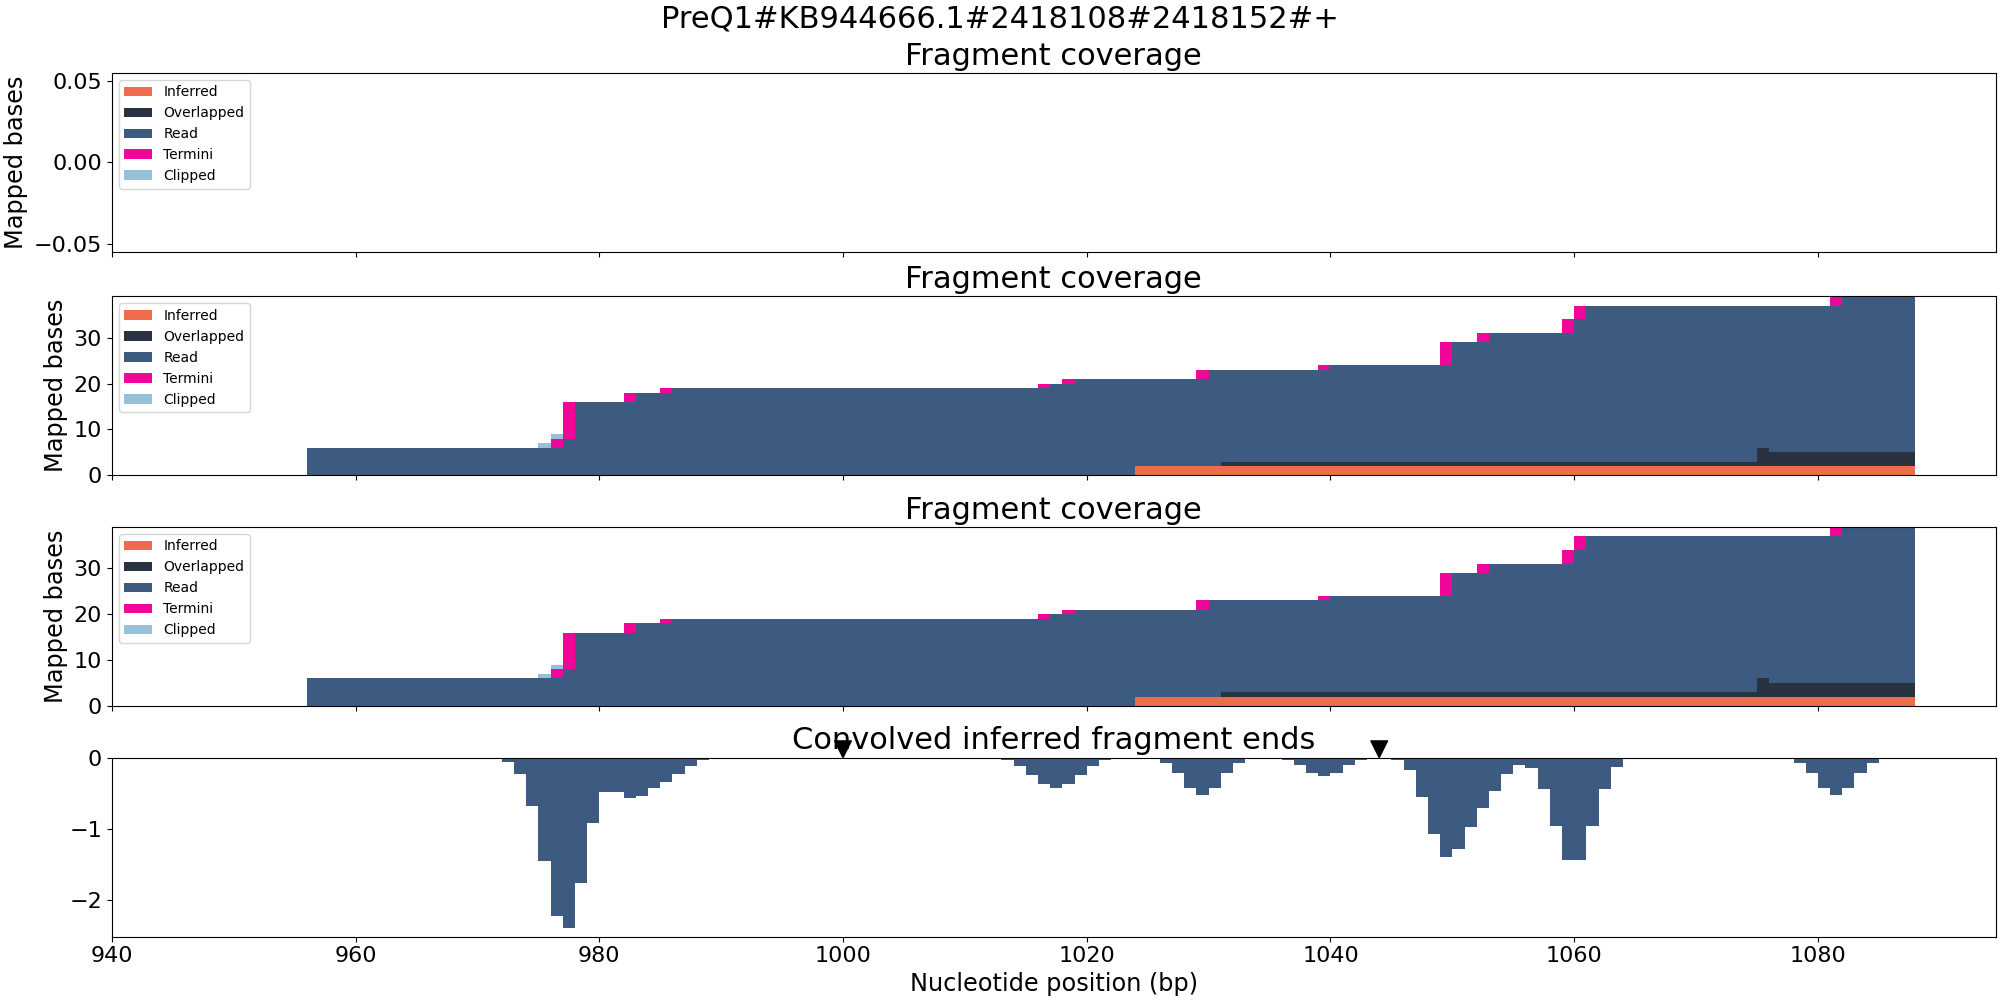 PreQ1#KB944666.1#2418108#2418152#+
Fragment coverage
Mapped bases
0.05
0.00
−0.05
Inferred
Overlapped
Read
Termini
Clipped
Fragment coverage
Mapped bases
30
20
10
0
Inferred
Overlapped
Read
Termini
Clipped
Fragment coverage
Mapped bases
30
20
10
0
Inferred
Overlapped
Read
Termini
Clipped
Convolved inferred fragment ends
0
−1
−2
940 960 980 1000 1020 1040 1060 1080
Nucleotide position (bp)